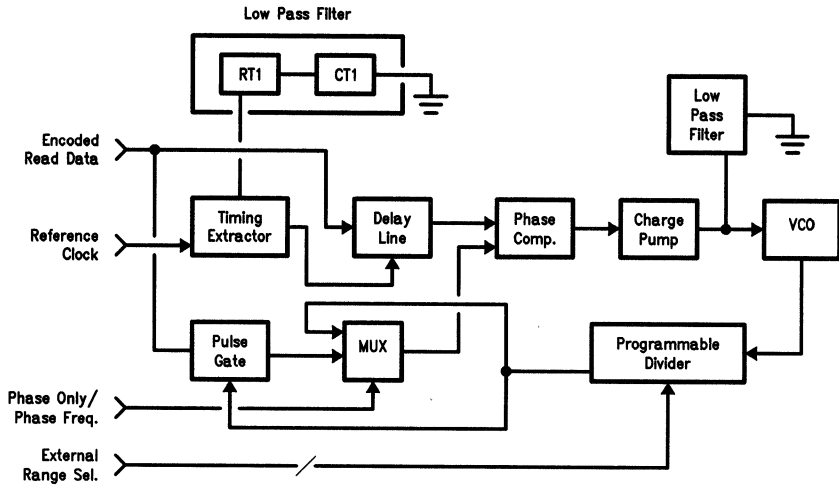 Low Pass Filter
RT1
CT1
Low
Pass
Filter
Encoded
Read Data
Timing
Extractor
Delay
Line
Phase
Comp.
Charge
Pump
VCO
Reference
Clock
Pulse
Gate
MUX
Programmable
Divider
Phase Only/
Phase Freq.
External
Range Sel.